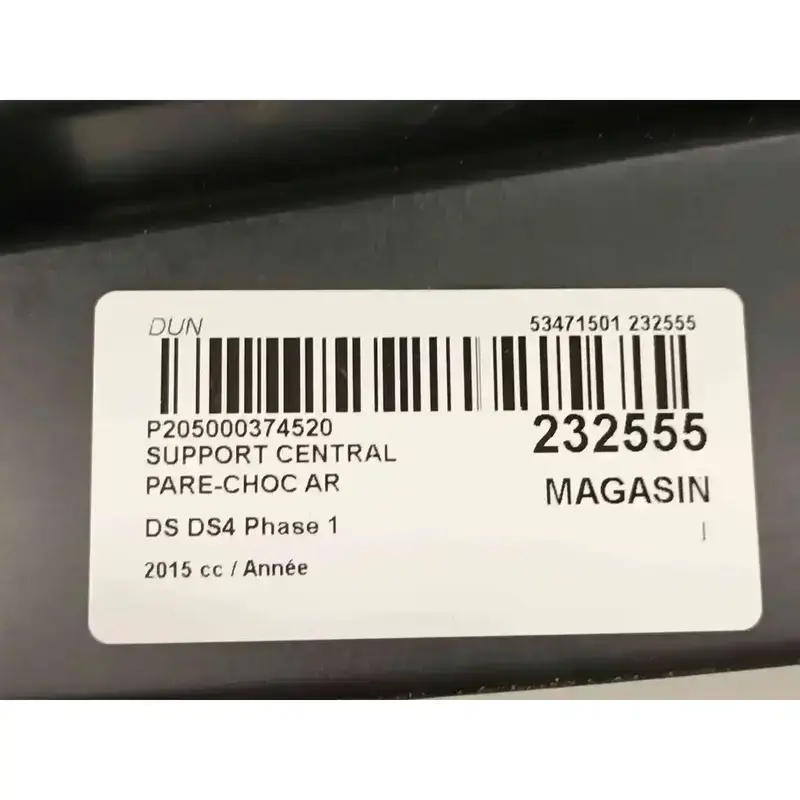 DUN
53471501 232555
P205000374520
232555
SUPPORT CENTRAL
PARE-CHOC AR
MAGASIN
DS DS4 Phase 1
2015 cc / Année